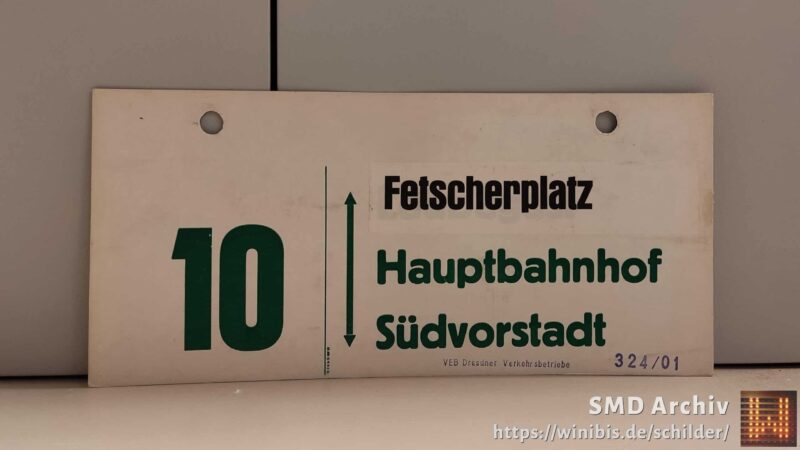 10
Fetscherplatz
Hauptbahnhof
Südvorstadt
VEB Dresdner Verkehrsbetriebe 324/01
SMD Archiv
https://winibis.de/schilder/